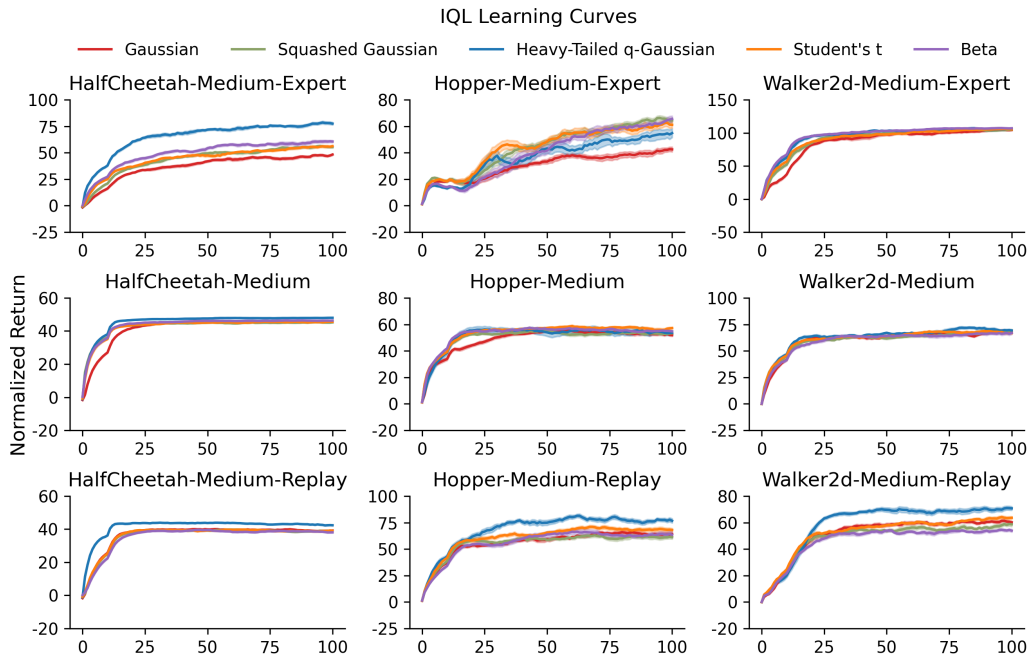 IQL Learning Curves
Gaussian Squashed Gaussian Heavy-Tailed q-Gaussian Student's t Beta
HalfCheetah-Medium-Expert Hopper-Medium-Expert Walker2d-Medium-Expert
100 80 150
75 60 100
50 40 50
25 20 0
0 0 -50
-25 -20
0 25 50 75 100 0 25 50 75 100 0 25 50 75 100
Normalized Return
HalfCheetah-Medium Hopper-Medium Walker2d-Medium
60 80 100
40 60 75
20 40 50
0 20 25
-20 0 0
-20 -25
0 25 50 75 100 0 25 50 75 100 0 25 50 75 100
HalfCheetah-Medium-Replay Hopper-Medium-Replay Walker2d-Medium-Replay
60 100 80
40 75 60
20 50 40
0 25 20
-20 0 0
-25 -20
0 25 50 75 100 0 25 50 75 100 0 25 50 75 100